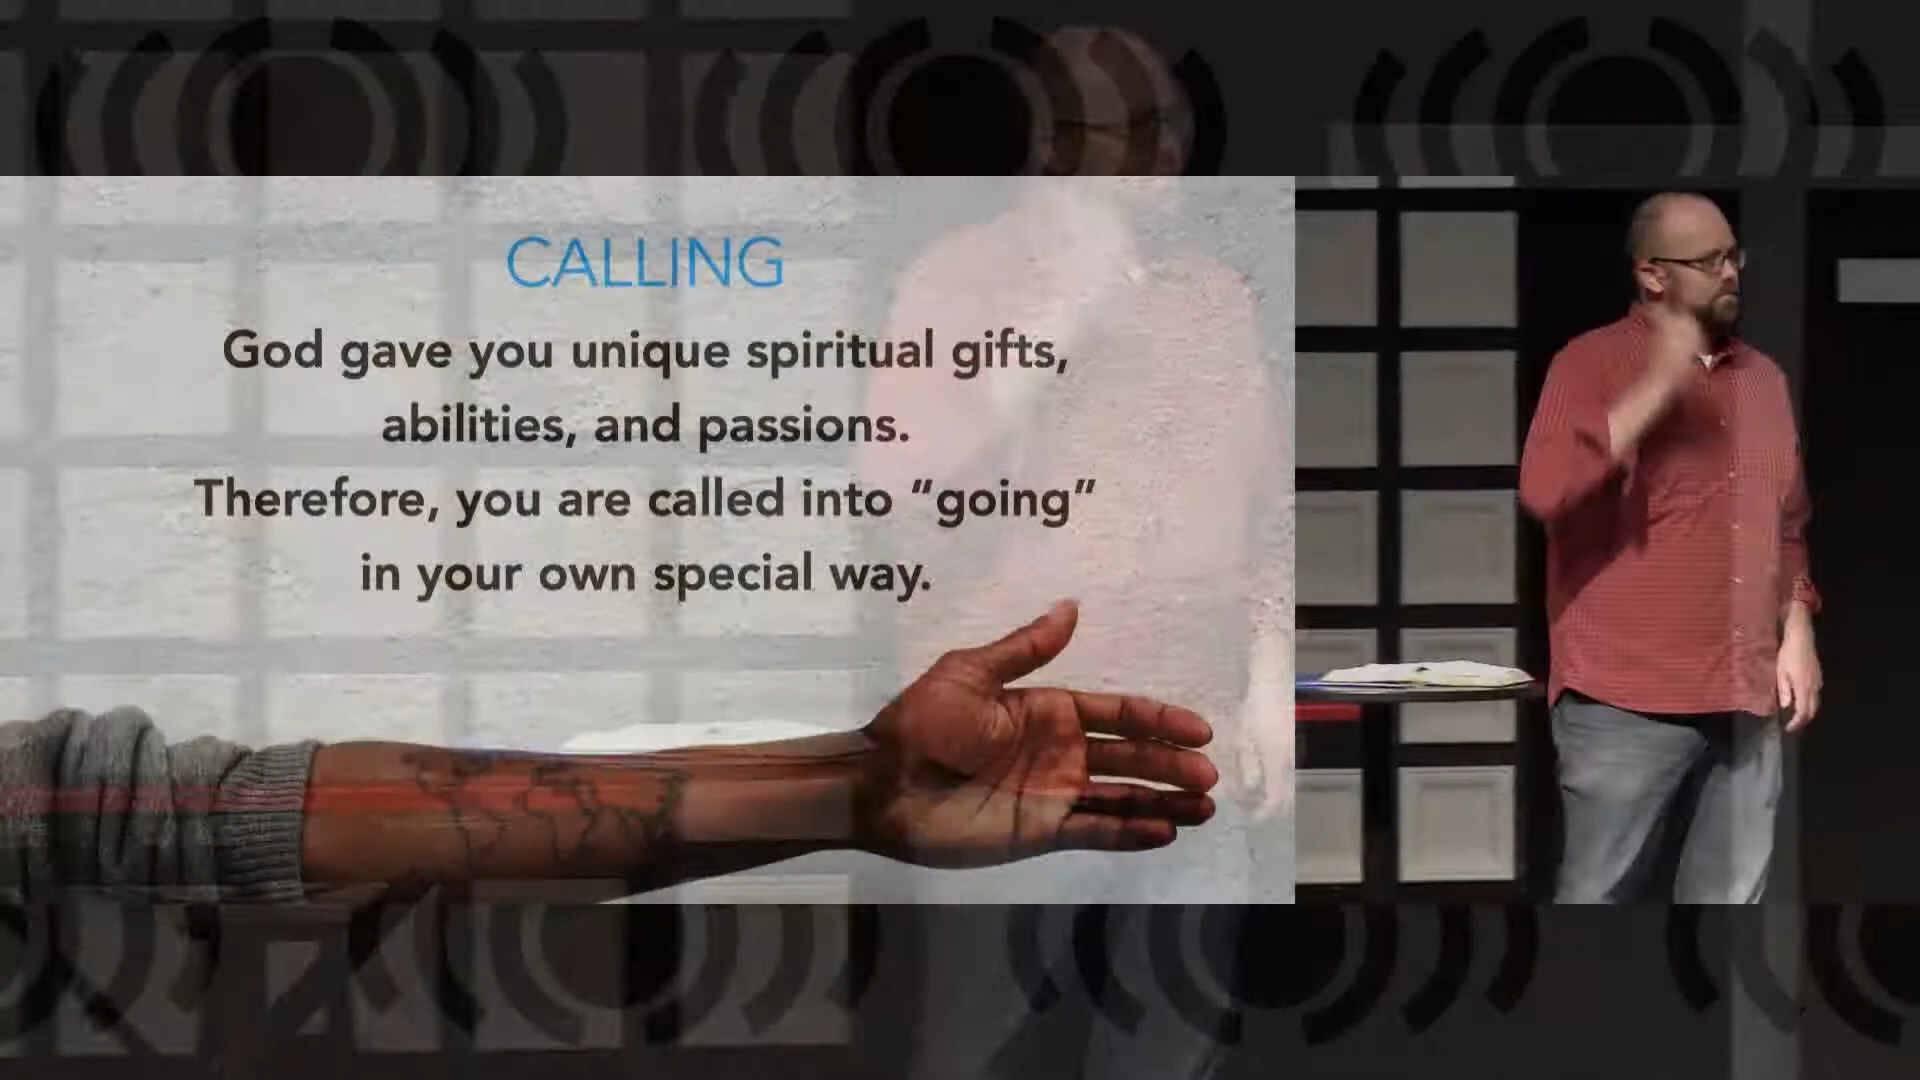 CALLING
God gave you unique spiritual gifts,
abilities, and passions.
Therefore, you are called into “going”
in your own special way.